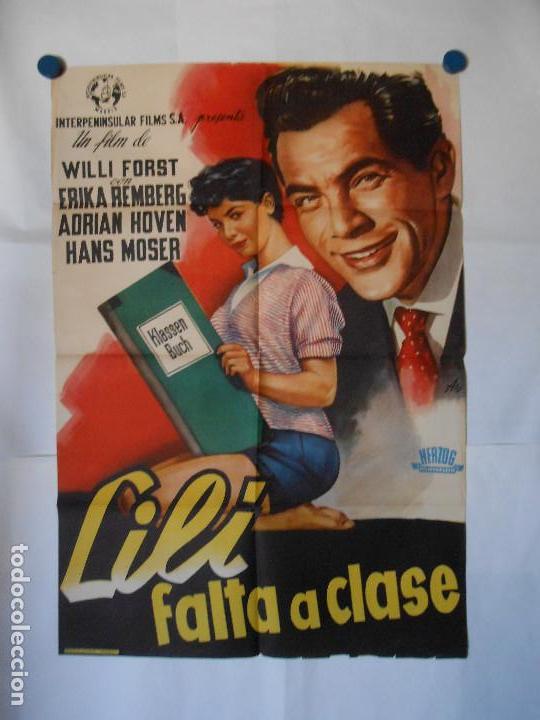 INTERPENINSULAR FILMS S.A. presenta
Un film de
WILLI FORST
con
ERIKA REMBERG
ADRIAN HOVEN
HANS MOSER
Klassen
Buch
HERZOG
Lili
falta a clase
todocoleccion.net